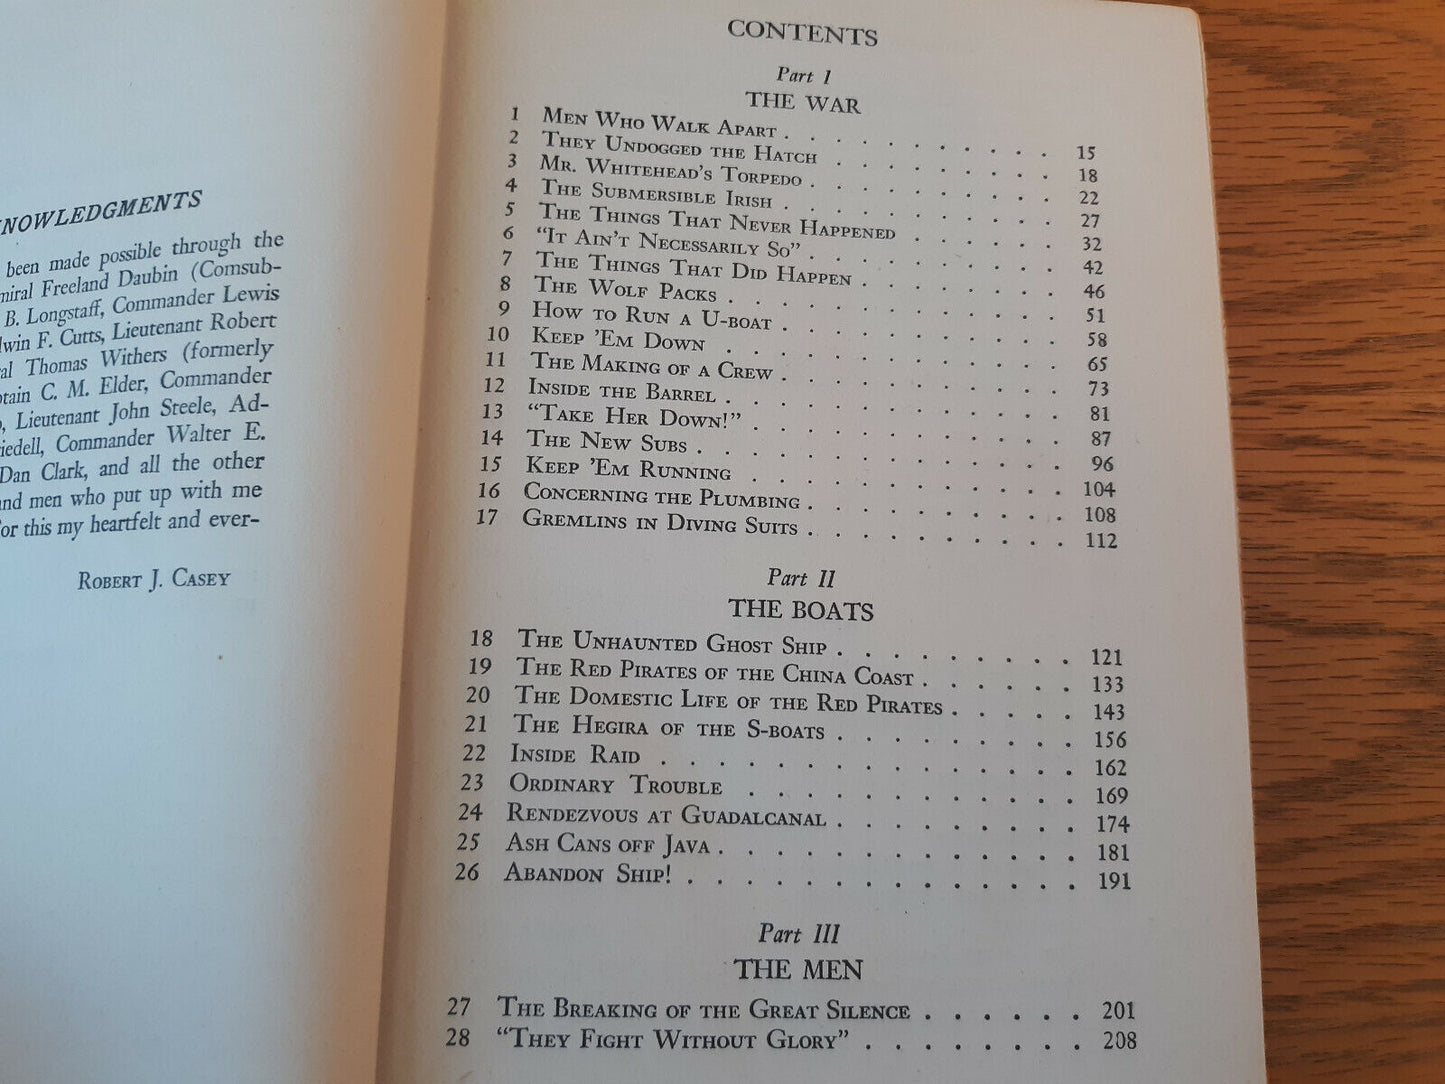 NOWLEDGMENTS
been made possible through the
miral Freeland Daubin (Comsub-
B. Longstaff, Commander Lewis
lwin F. Cutts, Lieutenant Robert
al Thomas Withers (formerly
ptain C. M. Elder, Commander
, Lieutenant John Steele, Ad-
iedell, Commander Walter E.
Dan Clark, and all the other
and men who put up with me
For this my heartfelt and ever-
ROBERT J. CASEY
CONTENTS
Part I
THE WAR
1 MEN WHO WALK APART . . . . . . . . . . 15
2 THEY UNDOGGED THE HATCH . . . . . . . . 18
3 MR. WHITEHEAD'S TORPEDO . . . . . . . . . 22
4 THE SUBMERSIBLE IRISH . . . . . . . . . . 27
5 THE THINGS THAT NEVER HAPPENED . . . . . 32
6 "IT AIN'T NECESSARILY SO" . . . . . . . . . 42
7 THE THINGS THAT DID HAPPEN . . . . . . . 46
8 THE WOLF PACKS . . . . . . . . . . . . 51
9 HOW TO RUN A U-BOAT . . . . . . . . . . 58
10 KEEP 'EM DOWN . . . . . . . . . . . . 65
11 THE MAKING OF A CREW . . . . . . . . . . 73
12 INSIDE THE BARREL . . . . . . . . . . . . 81
13 "TAKE HER DOWN!" . . . . . . . . . . . 87
14 THE NEW SUBS . . . . . . . . . . . . . 96
15 KEEP 'EM RUNNING . . . . . . . . . . . 104
16 CONCERNING THE PLUMBING . . . . . . . . . 108
17 GREMLINS IN DIVING SUITS . . . . . . . . . . 112
Part II
THE BOATS
18 THE UNHAUNTED GHOST SHIP . . . . . . . . . 121
19 THE RED PIRATES OF THE CHINA COAST . . . . . . 133
20 THE DOMESTIC LIFE OF THE RED PIRATES . . . . . 143
21 THE HEGIRA OF THE S-BOATS . . . . . . . . . 156
22 INSIDE RAID . . . . . . . . . . . . . . . 162
23 ORDINARY TROUBLE . . . . . . . . . . . . 169
24 RENDEZVOUS AT GUADALCANAL . . . . . . . . . 174
25 ASH CANS OFF JAVA . . . . . . . . . . . . . 181
26 ABANDON SHIP! . . . . . . . . . . . . . . 191
Part III
THE MEN
27 THE BREAKING OF THE GREAT SILENCE . . . . . . 201
28 "THEY FIGHT WITHOUT GLORY" . . . . . . . . 208